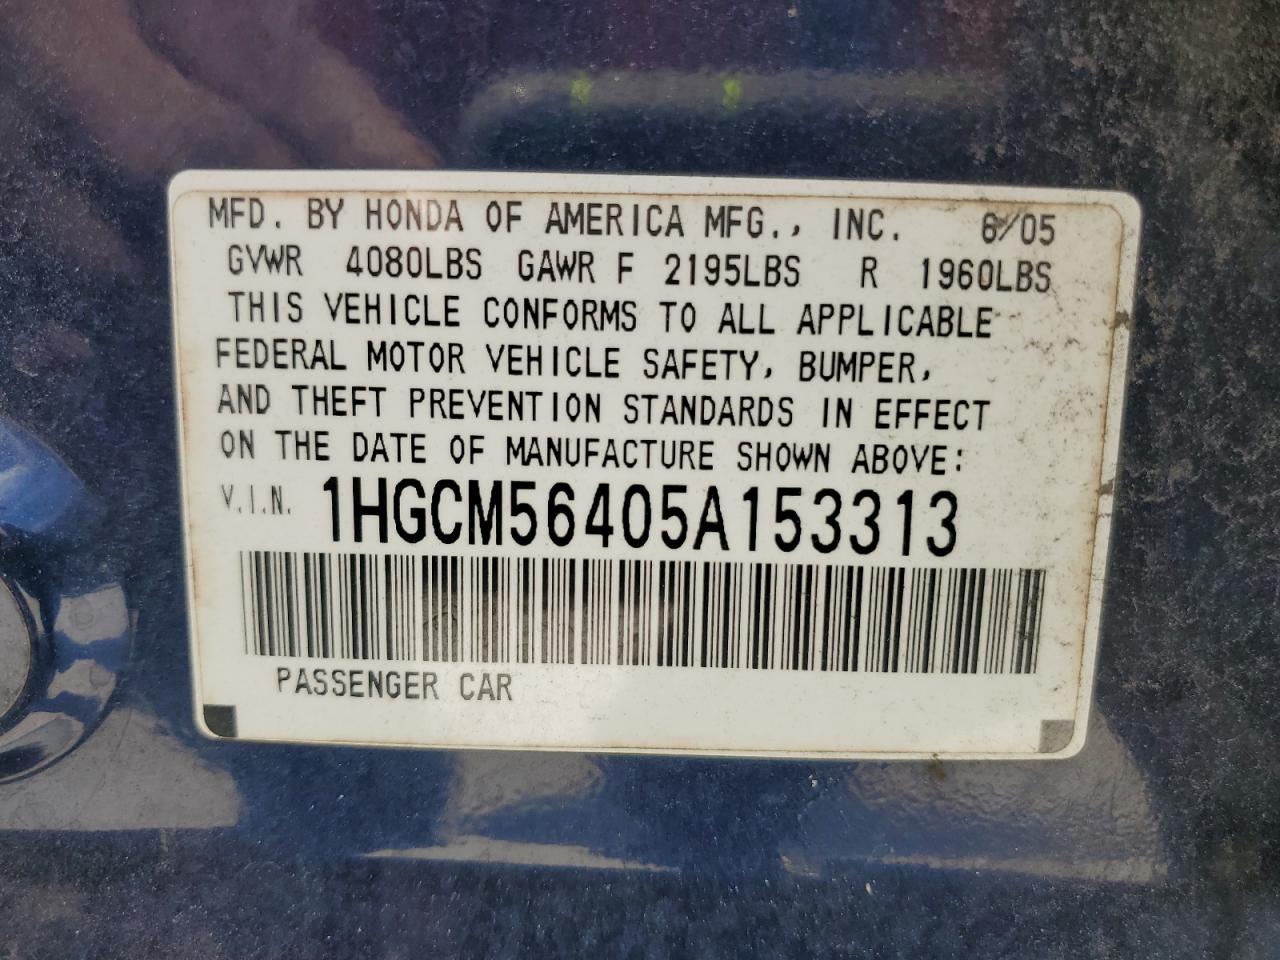 MFD. BY HONDA OF AMERICA MFG., INC. 6/05
GVWR 4080LBS GAWR F 2195LBS R 1960LBS
THIS VEHICLE CONFORMS TO ALL APPLICABLE
FEDERAL MOTOR VEHICLE SAFETY, BUMPER,
AND THEFT PREVENTION STANDARDS IN EFFECT
ON THE DATE OF MANUFACTURE SHOWN ABOVE:
V.I.N. 1HGCM56405A153313
PASSENGER CAR